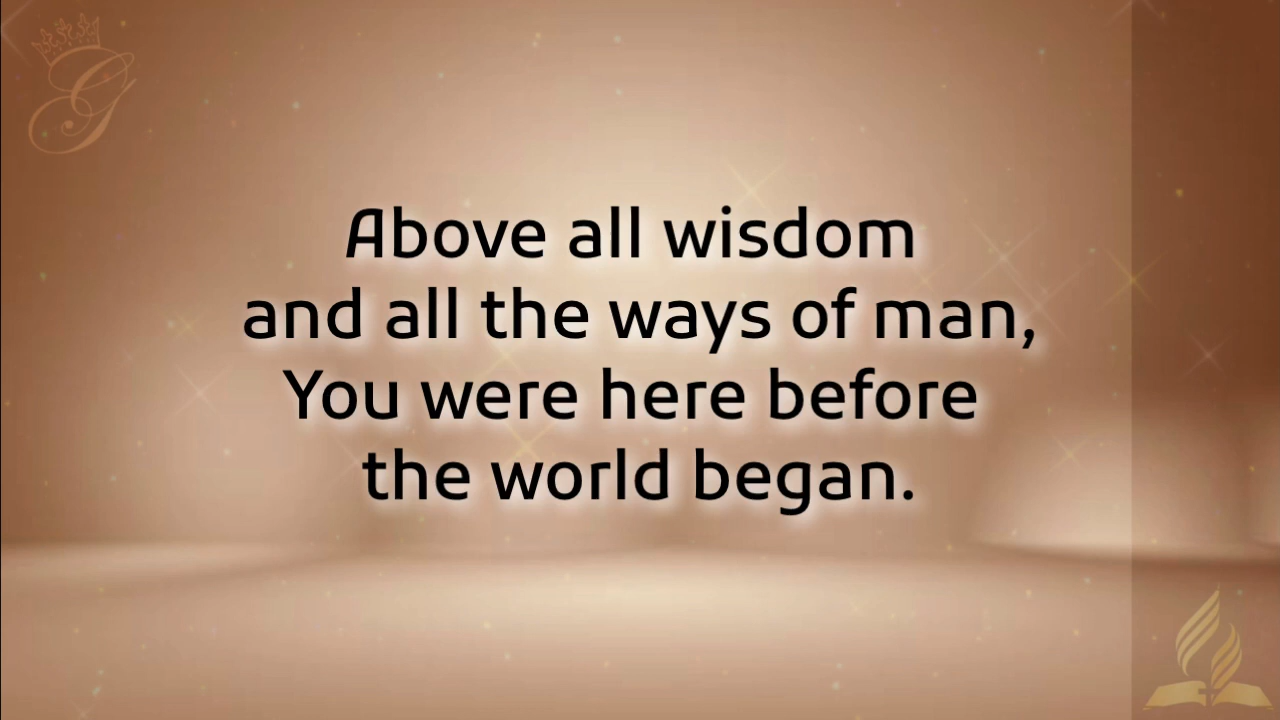 G
Above all wisdom
and all the ways of man,
You were here before
the world began.